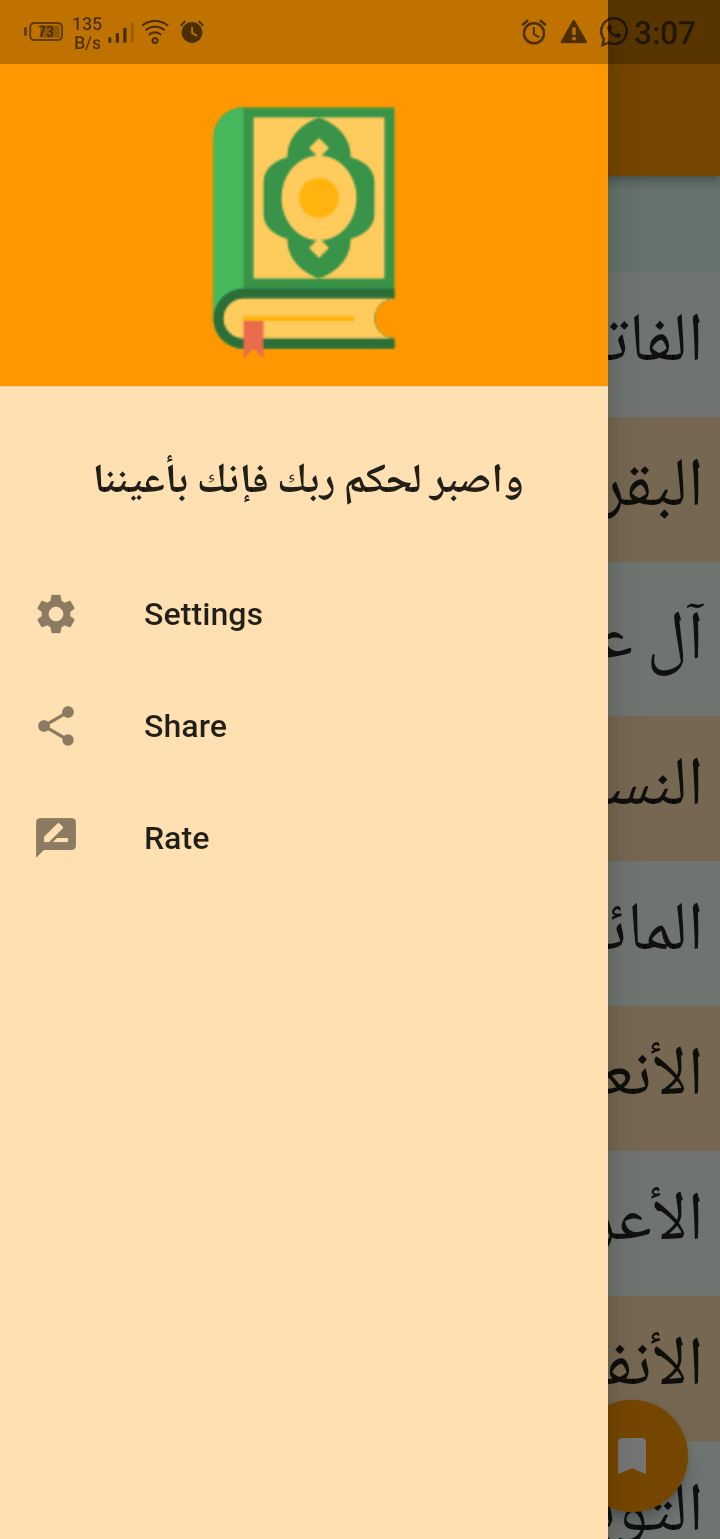 73
135
B/s
3:07
واصبر لحكم ربك فإنك بأعيننا
Settings
Share
Rate
الفات
البقر
آل ع
النس
المائ
الأنع
الأعر
الأنف
التوب